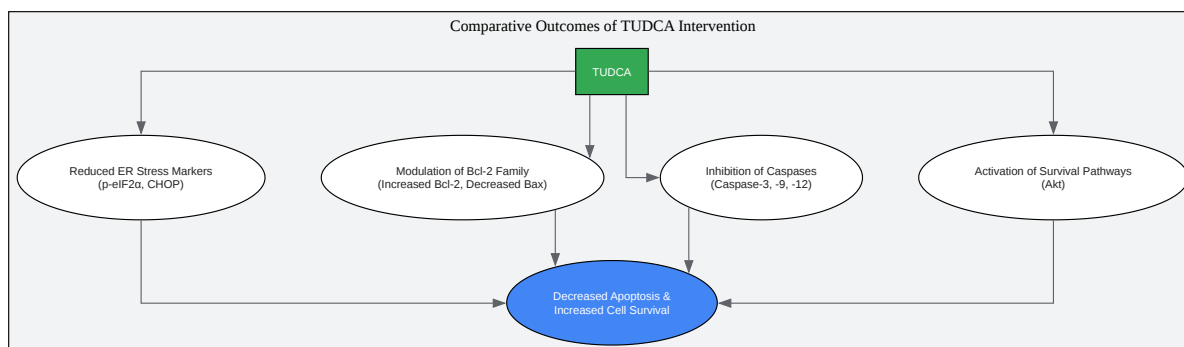 Comparative Outcomes of TUDCA Intervention
TUDCA
Reduced ER Stress Markers
(p-eIF2α, CHOP)
Modulation of Bcl-2 Family
(Increased Bcl-2, Decreased Bax)
Inhibition of Caspases
(Caspase-3, -9, -12)
Activation of Survival Pathways
(Akt)
Decreased Apoptosis &
Increased Cell Survival